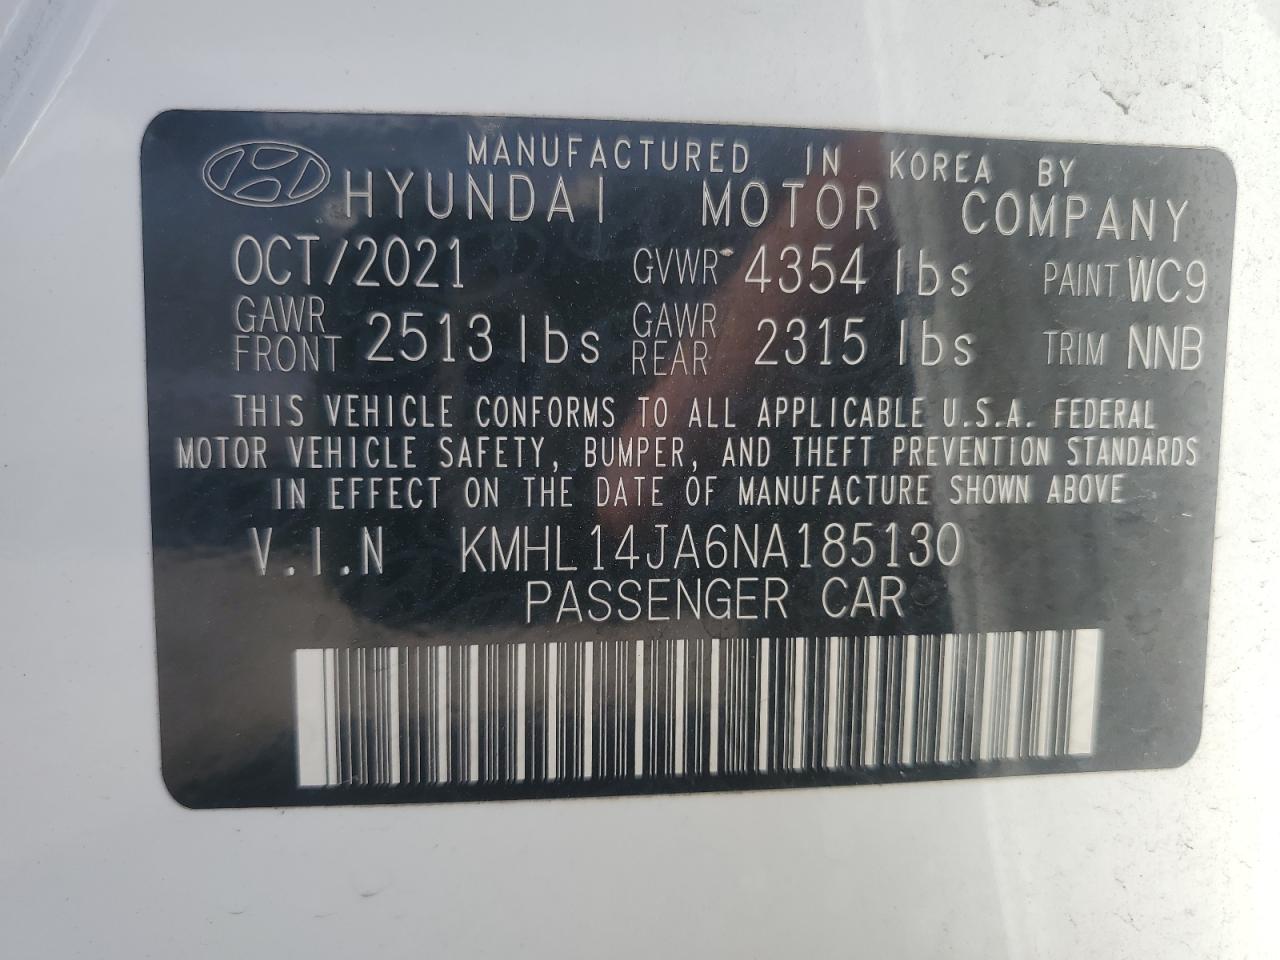 MANUFACTURED IN KOREA BY
HYUNDAI MOTOR COMPANY
OCT/2021 GVWR 4354 lbs PAINT WC9
GAWR FRONT 2513 lbs GAWR REAR 2315 lbs TRIM NNB
THIS VEHICLE CONFORMS TO ALL APPLICABLE U.S.A. FEDERAL
MOTOR VEHICLE SAFETY, BUMPER, AND THEFT PREVENTION STANDARDS
IN EFFECT ON THE DATE OF MANUFACTURE SHOWN ABOVE
V.I.N KMHL14JA6NA185130
PASSENGER CAR